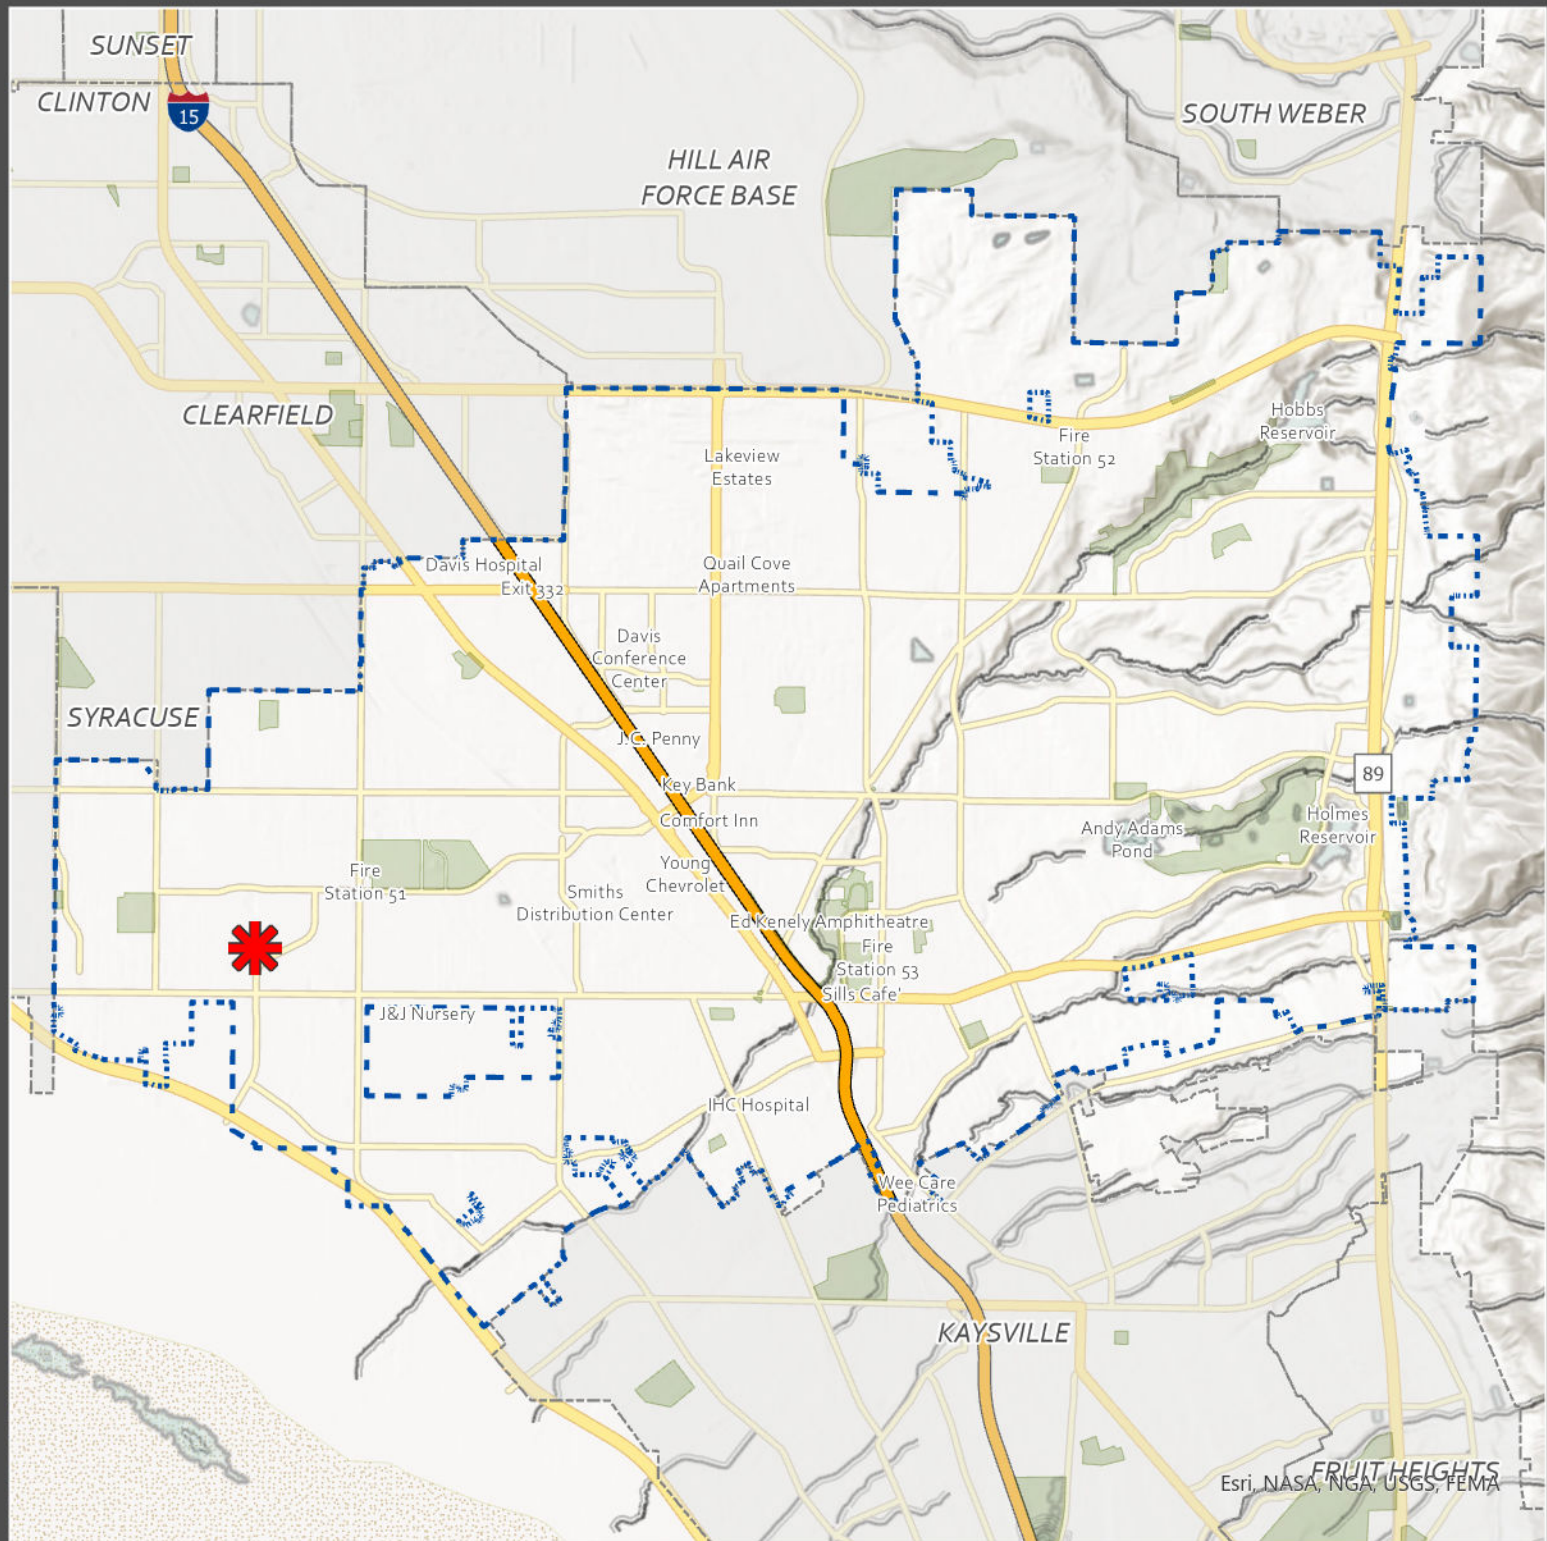 SUNSET
CLINTON
15
SOUTH WEBER
HILL AIR
FORCE BASE
CLEARFIELD
Hobbs
Reservoir
Fire
Station 52
Lakeview
Estates
Davis Hospital
Exit 332
Quail Cove
Apartments
Davis
Conference
Center
SYRACUSE
J.C. Penny
89
Key Bank
Comfort Inn
Andy Adams
Pond
Holmes
Reservoir
Fire
Station 51
Young
Chevrolet
Smiths
Distribution Center
Ed Kenely Amphitheatre
Fire
Station 53
Sills Cafe'
J&J Nursery
IHC Hospital
Wee Care
Pediatrics
KAYSVILLE
FRUIT HEIGHTS
Esri, NASA, NGA, USGS, FEMA